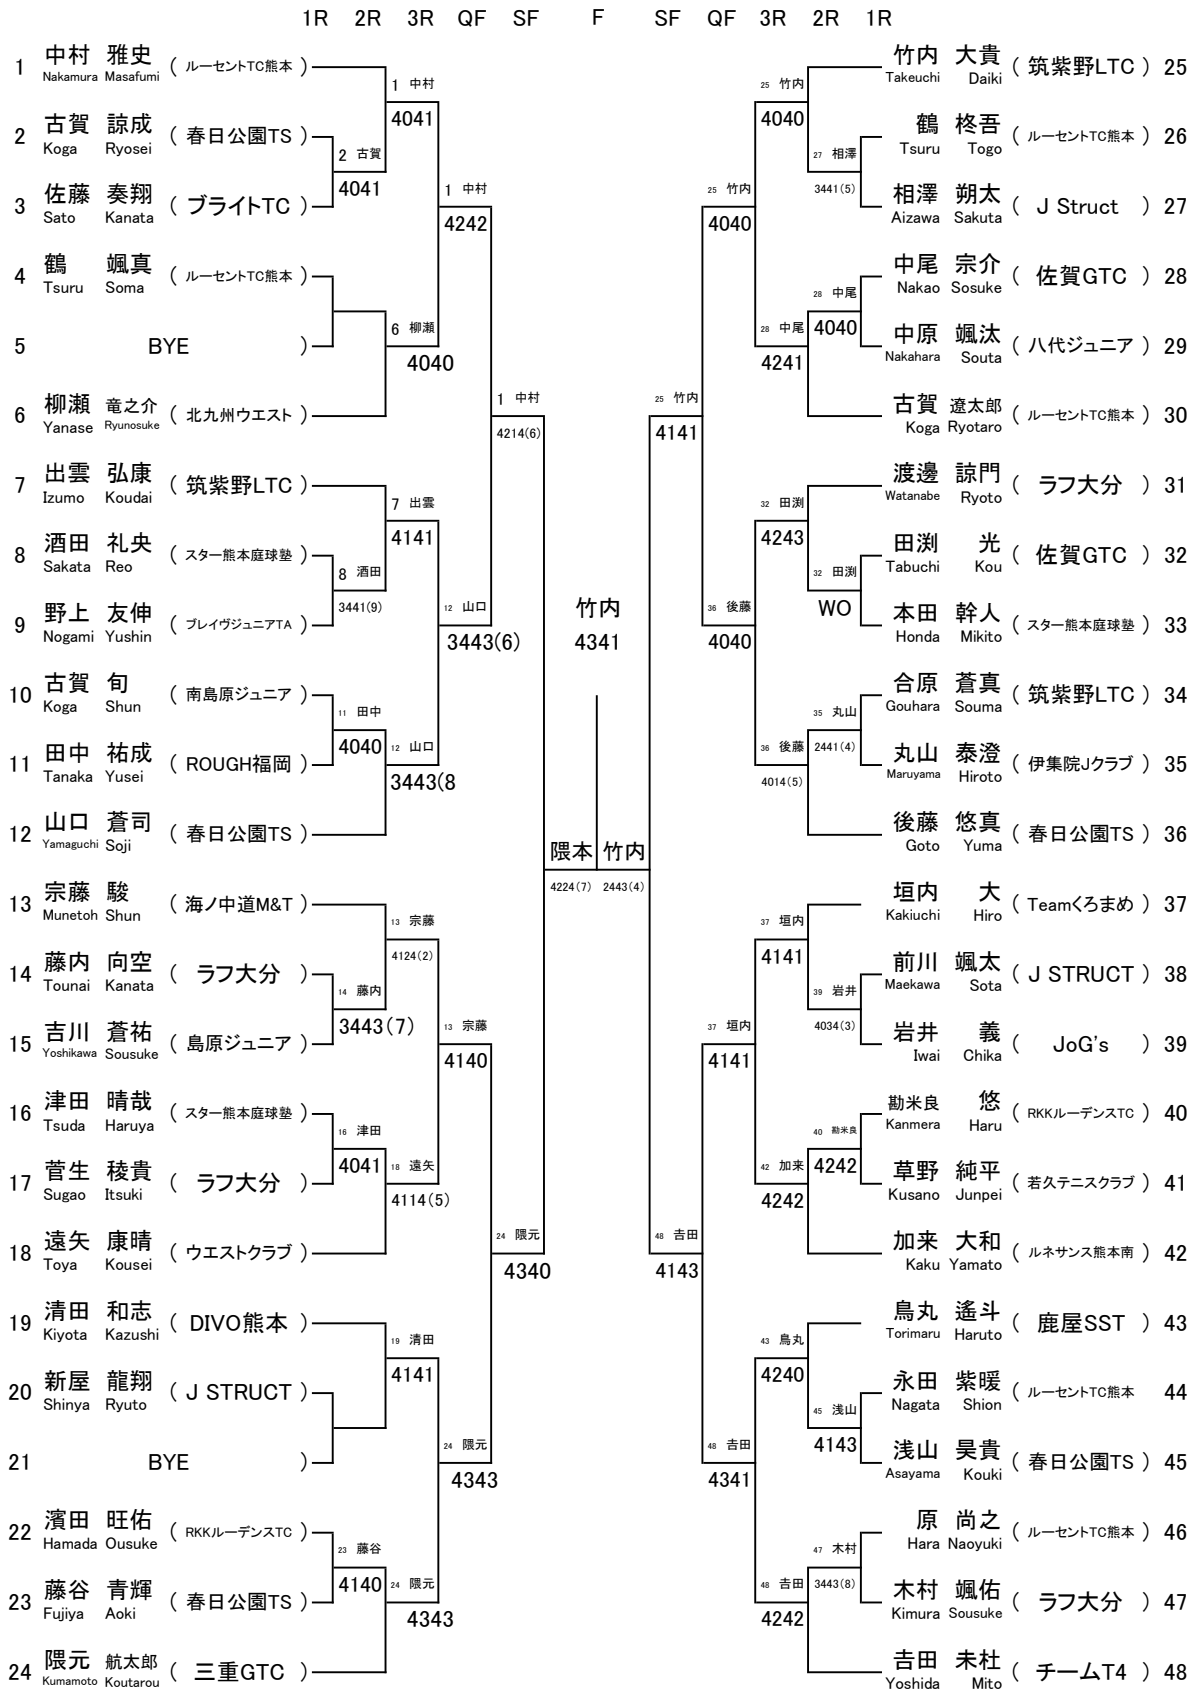 1R 2R 3R QF SF F SF QF 3R 2R 1R
1 中村 雅史 ( ルーセントTC熊本 )
Nakamura Masafumi
2 古賀 諒成 ( 春日公園TS )
Koga Ryosei
3 佐藤 奏翔 ( ブライトTC )
Sato Kanata
4 鶴 颯真 ( ルーセントTC熊本 )
Tsuru Soma
5 BYE )
6 柳瀬 竜之介 ( 北九州ウエスト )
Yanase Ryunosuke
7 出雲 弘康 ( 筑紫野LTC )
Izumo Koudai
8 酒田 礼央 ( スター熊本庭球塾 )
Sakata Reo
9 野上 友伸 ( ブレイヴジュニアTA )
Nogami Yushin
10 古賀 旬 ( 南島原ジュニア )
Koga Shun
11 田中 祐成 ( ROUGH福岡 )
Tanaka Yusei
12 山口 蒼司 ( 春日公園TS )
Yamaguchi Soji
13 宗藤 駿 ( 海ノ中道M&T )
Munetoh Shun
14 藤内 向空 ( ラフ大分 )
Tounai Kanata
15 吉川 蒼祐 ( 島原ジュニア )
Yoshikawa Sousuke
16 津田 晴哉 ( スター熊本庭球塾 )
Tsuda Haruya
17 菅生 稜貴 ( ラフ大分 )
Sugao Itsuki
18 遠矢 康晴 ( ウエストクラブ )
Toya Kousei
19 清田 和志 ( DIVO熊本 )
Kiyota Kazushi
20 新屋 龍翔 ( J STRUCT )
Shinya Ryuto
21 BYE )
22 濱田 旺佑 ( RKKルーデンスTC )
Hamada Ousuke
23 藤谷 青輝 ( 春日公園TS )
Fujiya Aoki
24 隈元 航太郎 ( 三重GTC )
Kumamoto Koutarou
2 古賀
4041
8 酒田
3441(9)
11 田中
4040
14 藤内
3443(7)
16 津田
4041
23 藤谷
4140
1 中村
4041
6 柳瀬
4040
7 出雲
4141
12 山口
3443(8
13 宗藤
4124(2)
18 遠矢
4114(5)
19 清田
4141
24 隈元
4343
1 中村
4242
12 山口
3443(6)
13 宗藤
4140
24 隈元
4343
1 中村
4214(6)
24 隈元
4340
竹内
4341
隈本 竹内
4224(7) 2443(4)
25 竹内
4141
48 𠮷田
4143
25 竹内
4040
36 後藤
4040
37 垣内
4141
48 𠮷田
4341
25 竹内
4040
28 中尾
4241
32 田渕
4243
36 後藤
4014(5)
37 垣内
4141
42 加来
4242
43 鳥丸
4240
48 𠮷田
4242
27 相澤
3441(5)
28 中尾
4040
32 田渕
WO
35 丸山
2441(4)
39 岩井
4034(3)
40 勘米良
4242
45 浅山
4143
47 木村
3443(8)
竹内 大貴 ( 筑紫野LTC ) 25
Takeuchi Daiki
鶴 柊吾 ( ルーセントTC熊本 ) 26
Tsuru Togo
相澤 朔太 ( J Struct ) 27
Aizawa Sakuta
中尾 宗介 ( 佐賀GTC ) 28
Nakao Sosuke
中原 颯汰 ( 八代ジュニア ) 29
Nakahara Souta
古賀 遼太郎 ( ルーセントTC熊本 ) 30
Koga Ryotaro
渡邊 諒門 ( ラフ大分 ) 31
Watanabe Ryoto
田渕 光 ( 佐賀GTC ) 32
Tabuchi Kou
本田 幹人 ( スター熊本庭球塾 ) 33
Honda Mikito
合原 蒼真 ( 筑紫野LTC ) 34
Gouhara Souma
丸山 泰澄 ( 伊集院Jクラブ ) 35
Maruyama Hiroto
後藤 悠真 ( 春日公園TS ) 36
Goto Yuma
垣内 大 ( Teamくろまめ ) 37
Kakiuchi Hiro
前川 颯太 ( J STRUCT ) 38
Maekawa Sota
岩井 義 ( JoG's ) 39
Iwai Chika
勘米良 悠 ( RKKルーデンスTC ) 40
Kanmera Haru
草野 純平 ( 若久テニスクラブ ) 41
Kusano Junpei
加来 大和 ( ルネサンス熊本南 ) 42
Kaku Yamato
鳥丸 遙斗 ( 鹿屋SST ) 43
Torimaru Haruto
永田 紫暖 ( ルーセントTC熊本 44
Nagata Shion
浅山 昊貴 ( 春日公園TS ) 45
Asayama Kouki
原 尚之 ( ルーセントTC熊本 ) 46
Hara Naoyuki
木村 颯佑 ( ラフ大分 ) 47
Kimura Sousuke
𠮷田 未杜 ( チームT4 ) 48
Yoshida Mito